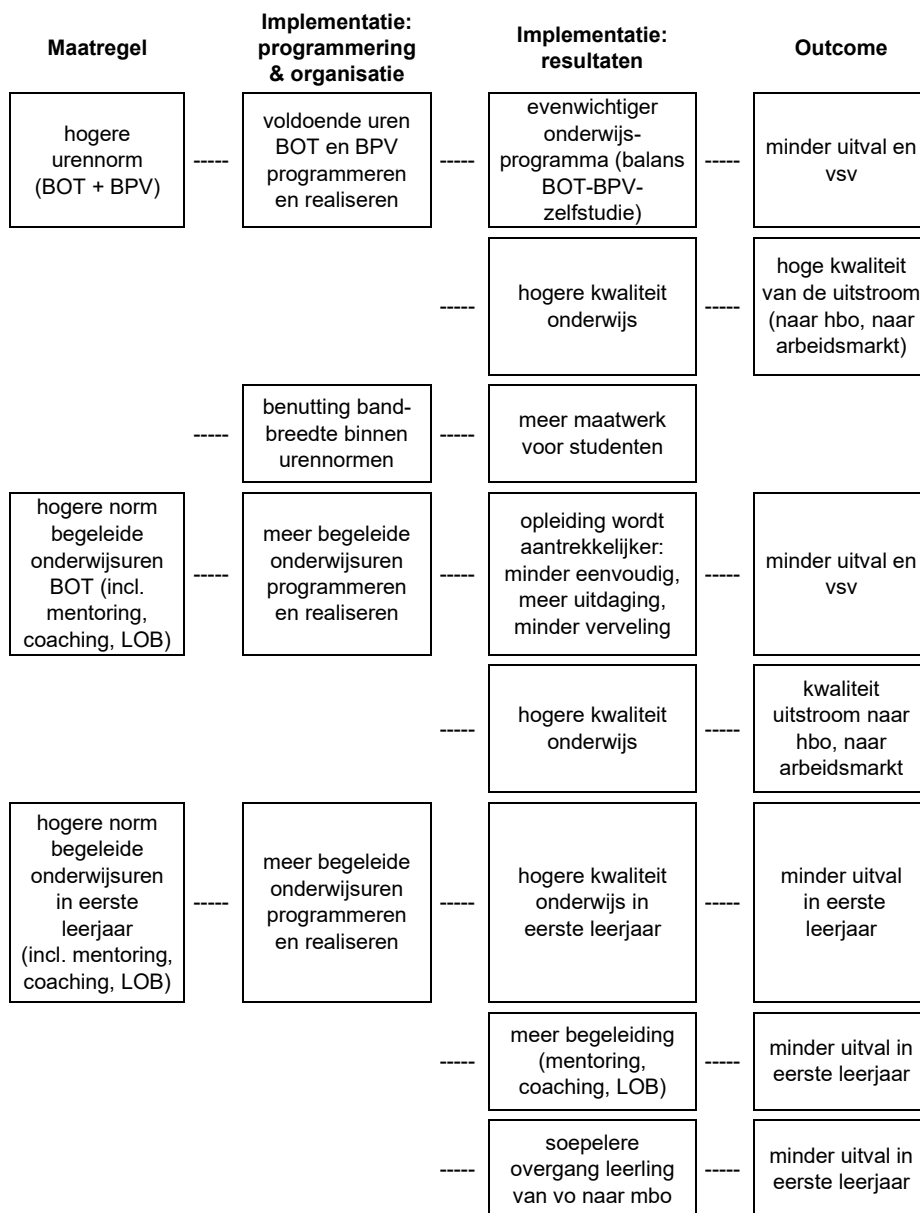 Maatregel
Implementatie:
programmering
& organisatie
Implementatie:
resultaten
Outcome
hogere
urennorm
(BOT + BPV)
-----
voldoende uren
BOT en BPV
programmeren
en realiseren
-----
evenwichtiger
onderwijs-
programma (balans
BOT-BPV-
zelfstudie)
-----
minder uitval en
vsv
-----
hogere kwaliteit
onderwijs
-----
hoge kwaliteit
van de uitstroom
(naar hbo, naar
arbeidsmarkt)
-----
benutting band-
breedte binnen
urennormen
-----
meer maatwerk
voor studenten
hogere norm
begeleide
onderwijsuren
BOT (incl.
mentoring,
coaching, LOB)
-----
meer begeleide
onderwijsuren
programmeren
en realiseren
-----
opleiding wordt
aantrekkelijker:
minder eenvoudig,
meer uitdaging,
minder verveling
-----
minder uitval en
vsv
-----
hogere kwaliteit
onderwijs
-----
kwaliteit
uitstroom naar
hbo, naar
arbeidsmarkt
hogere norm
begeleide
onderwijsuren
in eerste
leerjaar
(incl. mentoring,
coaching, LOB)
-----
meer begeleide
onderwijsuren
programmeren
en realiseren
-----
hogere kwaliteit
onderwijs in
eerste leerjaar
-----
minder uitval
in eerste
leerjaar
-----
meer begeleiding
(mentoring,
coaching, LOB)
-----
minder uitval in
eerste leerjaar
-----
soepelere
overgang leerling
van vo naar mbo
-----
minder uitval in
eerste leerjaar